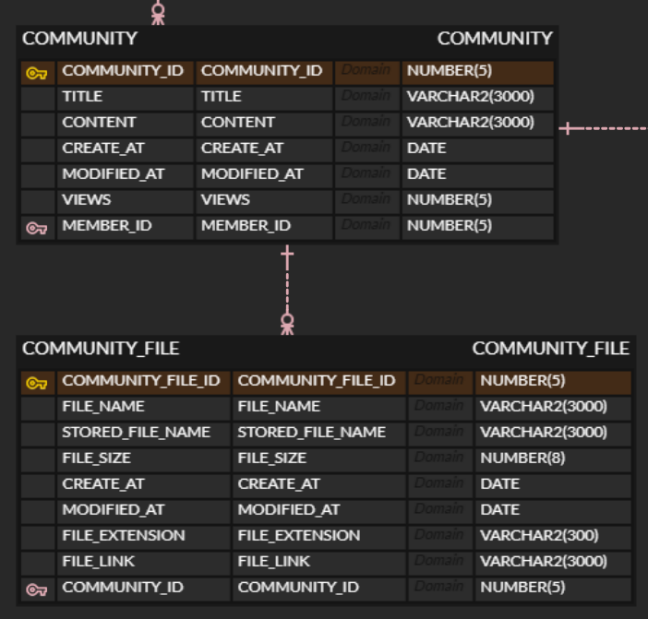 COMMUNITY COMMUNITY
COMMUNITY_ID COMMUNITY_ID Domain NUMBER(5)
TITLE TITLE Domain VARCHAR2(3000)
CONTENT CONTENT Domain VARCHAR2(3000)
CREATE_AT CREATE_AT Domain DATE
MODIFIED_AT MODIFIED_AT Domain DATE
VIEWS VIEWS Domain NUMBER(5)
MEMBER_ID MEMBER_ID Domain NUMBER(5)
COMMUNITY_FILE COMMUNITY_FILE
COMMUNITY_FILE_ID COMMUNITY_FILE_ID Domain NUMBER(5)
FILE_NAME FILE_NAME Domain VARCHAR2(3000)
STORED_FILE_NAME STORED_FILE_NAME Domain VARCHAR2(3000)
FILE_SIZE FILE_SIZE Domain NUMBER(8)
CREATE_AT CREATE_AT Domain DATE
MODIFIED_AT MODIFIED_AT Domain DATE
FILE_EXTENSION FILE_EXTENSION Domain VARCHAR2(300)
FILE_LINK FILE_LINK Domain VARCHAR2(3000)
COMMUNITY_ID COMMUNITY_ID Domain NUMBER(5)